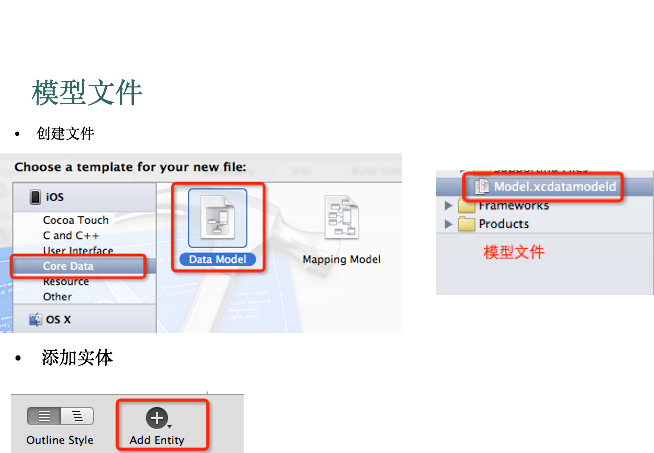 模型文件
• 创建文件
Choose a template for your new file:
iOS
Cocoa Touch
C and C++
User Interface
Core Data
Resource
Other
OS X
Data Model
Mapping Model
Supporting Files
Model.xcdatamodeld
Frameworks
Products
模型文件
• 添加实体
Outline Style
Add Entity